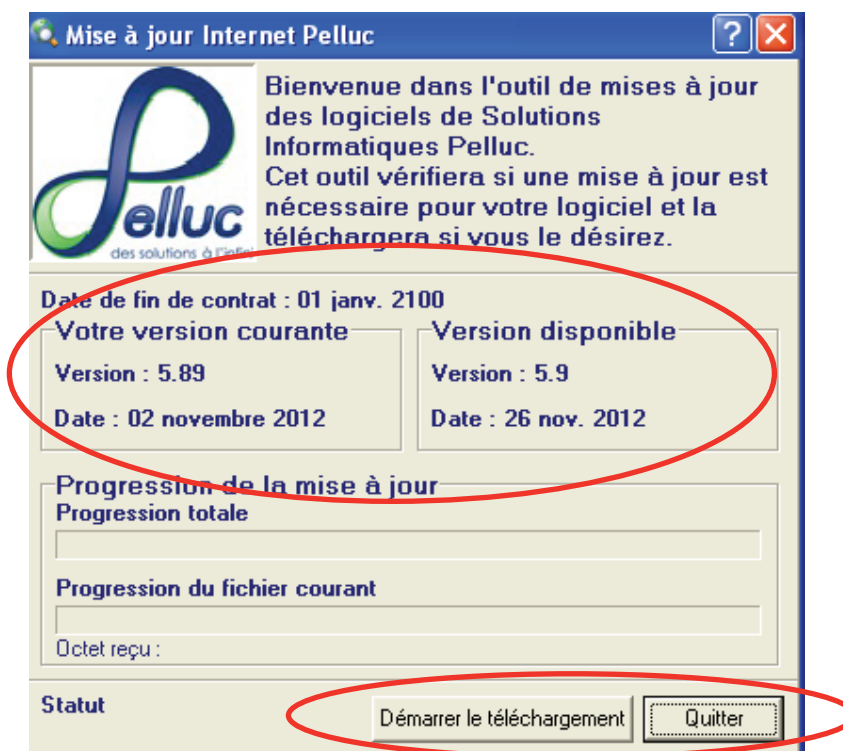 Mise à jour Internet Pelluc
Bienvenue dans l'outil de mises à jour
des logiciels de Solutions
Informatiques Pelluc.
Cet outil vérifiera si une mise à jour est
nécessaire pour votre logiciel et la
téléchargera si vous le désirez.
Pelluc
des solutions à l'infini
Date de fin de contrat : 01 janv. 2100
Votre version courante
Version : 5.89
Date : 02 novembre 2012
Version disponible
Version : 5.9
Date : 26 nov. 2012
Progression de la mise à jour
Progression totale
Progression du fichier courant
Octet reçu :
Statut
Démarrer le téléchargement
Quitter